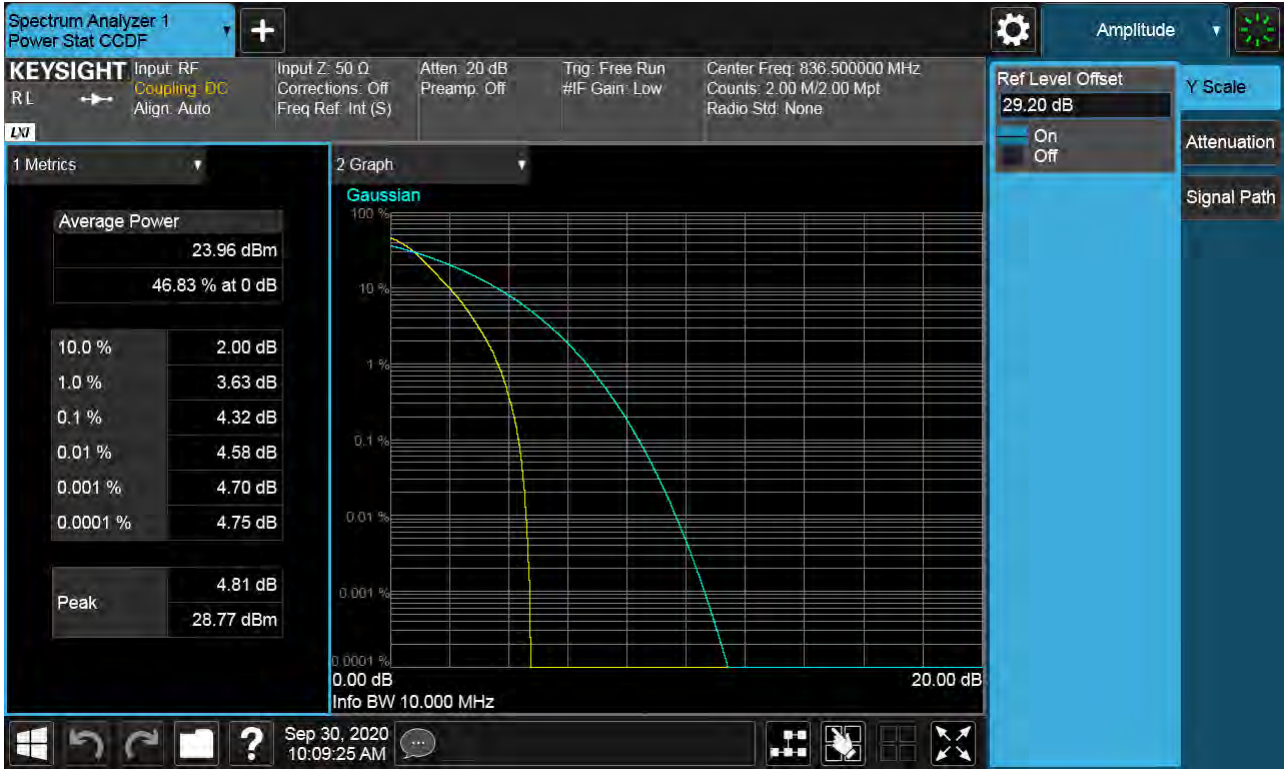 Spectrum Analyzer 1
Power Stat CCDF
Amplitude
KEYSIGHT
R L
LXI
Input: RF
Coupling: DC
Align: Auto
Input Z: 50 Ω
Corrections: Off
Freq Ref: Int (S)
Atten: 20 dB
Preamp: Off
Trig: Free Run
#IF Gain: Low
Center Freq: 836.500000 MHz
Counts: 2.00 M/2.00 Mpt
Radio Std: None
Ref Level Offset
29.20 dB
On
Off
Y Scale
Attenuation
Signal Path
1 Metrics
Average Power
23.96 dBm
46.83 % at 0 dB
10.0 % 2.00 dB
1.0 % 3.63 dB
0.1 % 4.32 dB
0.01 % 4.58 dB
0.001 % 4.70 dB
0.0001 % 4.75 dB
Peak
4.81 dB
28.77 dBm
2 Graph
Gaussian
100 %
10 %
1 %
0.1 %
0.01 %
0.001 %
0.0001 %
0.00 dB 20.00 dB
Info BW 10.000 MHz
?
Sep 30, 2020
10:09:25 AM